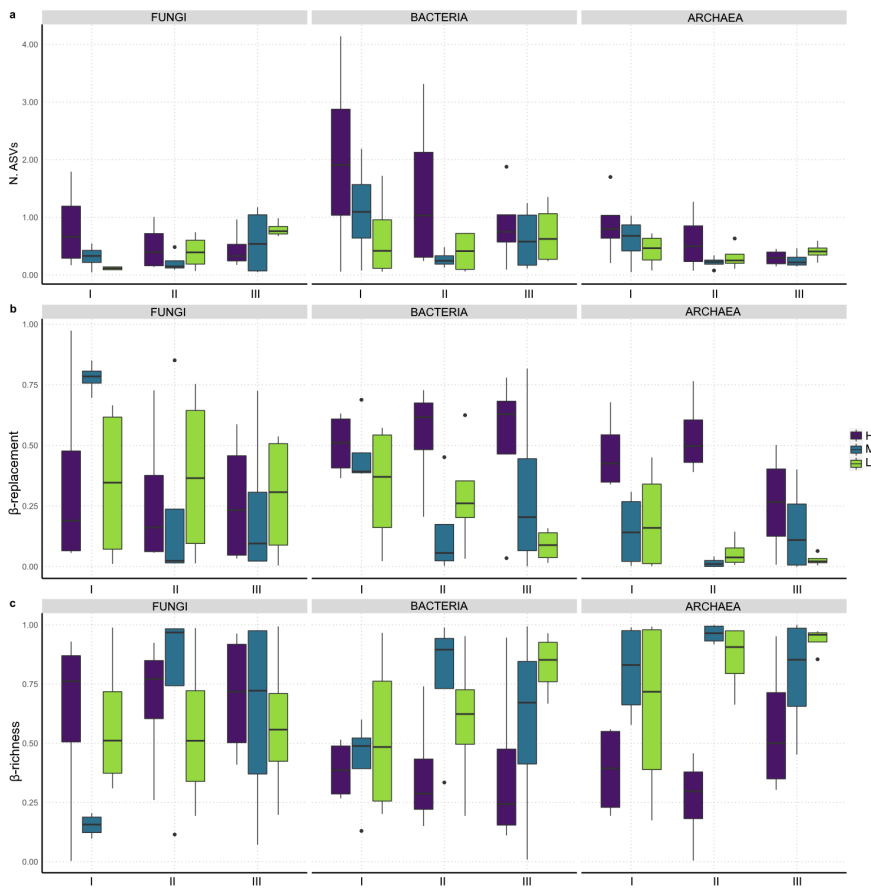 a
FUNGI
BACTERIA
ARCHAEA
4.00
3.00
2.00
1.00
0.00
N. ASVs
I
II
III
I
II
III
I
II
III
b
FUNGI
BACTERIA
ARCHAEA
1.00
0.75
0.50
0.25
0.00
β-replacement
I
II
III
I
II
III
I
II
III
c
FUNGI
BACTERIA
ARCHAEA
1.00
0.75
0.50
0.25
0.00
β-richness
I
II
III
I
II
III
I
II
III